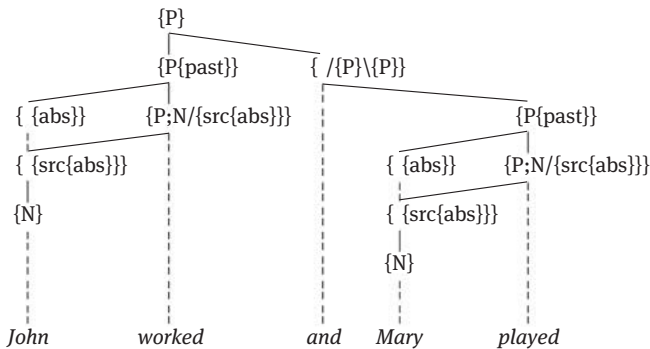 {P}
{P{past}} { /{P}\{P}}
{ {abs}} {P;N/{src{abs}}} {P{past}}
{ {src{abs}}} { {abs}} {P;N/{src{abs}}}
{N} { {src{abs}}}
{N}
John worked and Mary played